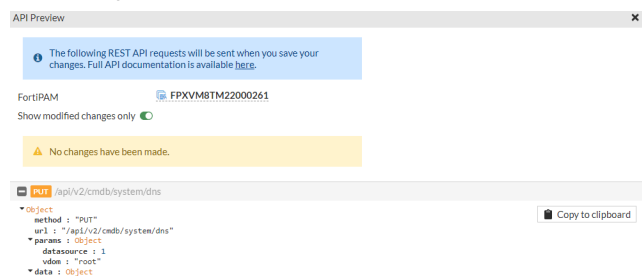 API Preview
The following REST API requests will be sent when you save your
changes. Full API documentation is available here.
FortiPAM FPXVM8TM22000261
Show modified changes only
No changes have been made.
PUT /api/v2/cmdb/system/dns
Copy to clipboard
Object
method : "PUT"
url : "/api/v2/cmdb/system/dns"
params : Object
datasource : 1
vdom : "root"
data : Object